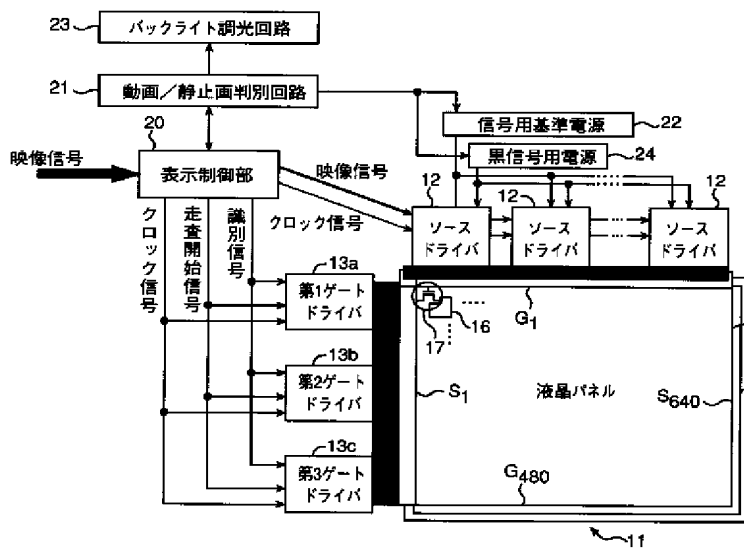 23
バックライト調光回路
21
動画／静止画判別回路
信号用基準電源
22
20
映像信号
表示制御部
映像信号
黒信号用電源
24
12
12
12
クロック信号
ソース
ドライバ
ソース
ドライバ
ソース
ドライバ
クロック信号
走査開始信号
識別信号
13a
第1ゲート
ドライバ
17
16
G1
13b
第2ゲート
ドライバ
S1
液晶パネル
S640
13c
第3ゲート
ドライバ
G480
11